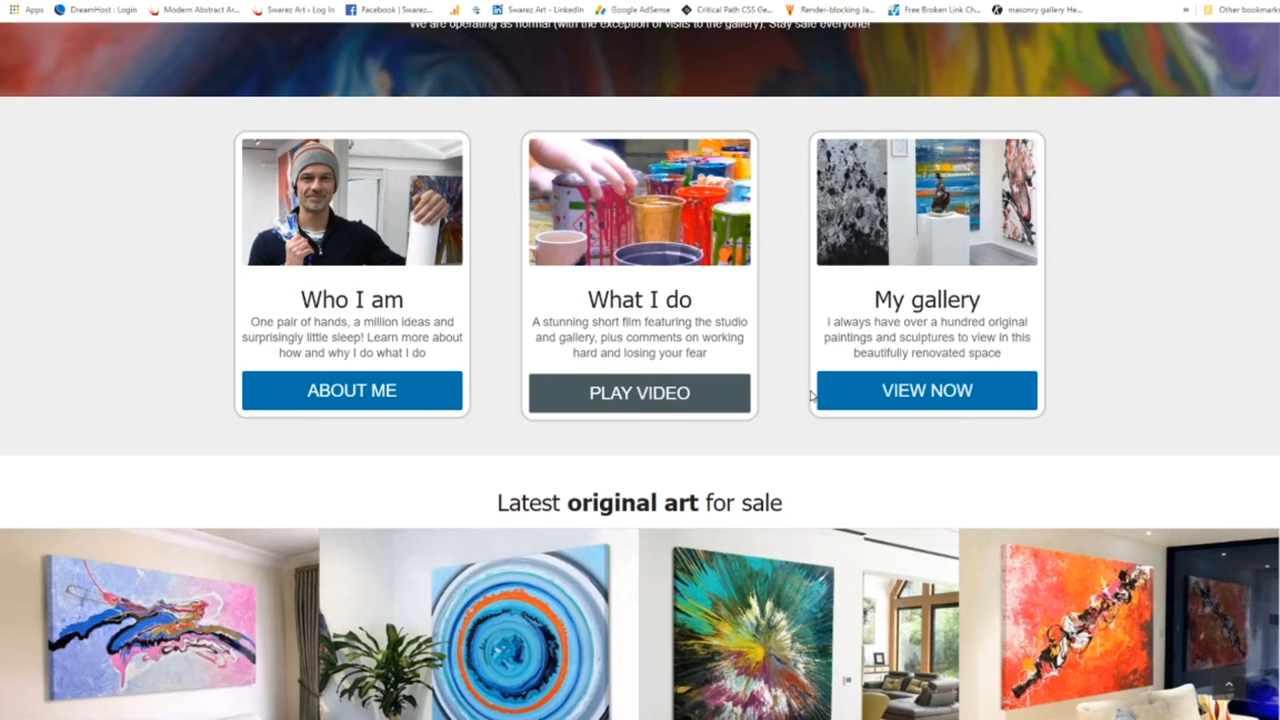 Apps DreamHost : Login Modern Abstract Ar... Swarez Art ‹ Log In Facebook | Swarez... Swarez Art - LinkedIn Google AdSense Critical Path CSS Ge... Render-blocking Ja... Free Broken Link Ch... masonry gallery He... » Other bookmarks
We are operating as normal (with the exception of visits to the gallery). Stay safe everyone!
Who I am
One pair of hands, a million ideas and
surprisingly little sleep! Learn more about
how and why I do what I do
ABOUT ME
What I do
A stunning short film featuring the studio
and gallery, plus comments on working
hard and losing your fear
PLAY VIDEO
My gallery
I always have over a hundred original
paintings and sculptures to view in this
beautifully renovated space
VIEW NOW
Latest original art for sale